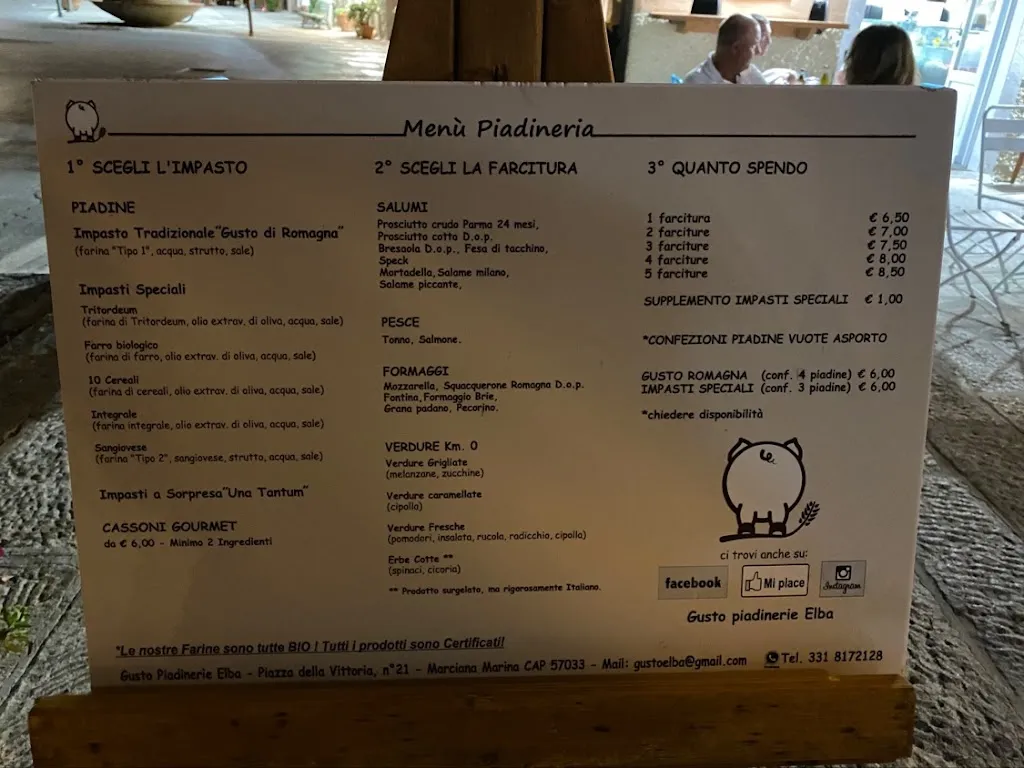 Menù Piadineria
1° SCEGLI L'IMPASTO
PIADINE
Impasto Tradizionale"Gusto di Romagna"
(farina "Tipo 1", acqua, strutto, sale)
Impasti Speciali
Tritordeum
(farina di Tritordeum, olio extrav. di oliva, acqua, sale)
Farro biologico
(farina di farro, olio extrav. di oliva, acqua, sale)
10 Cereali
(farina di cereali, olio extrav. di oliva, acqua, sale)
Integrale
(farina integrale, olio extrav. di oliva, acqua, sale)
Sangiovese
(farina "Tipo 2", sangiovese, strutto, acqua, sale)
Impasti a Sorpresa"Una Tantum"
CASSONI GOURMET
da € 6,00 - Minimo 2 Ingredienti
2° SCEGLI LA FARCITURA
SALUMI
Prosciutto crudo Parma 24 mesi,
Prosciutto cotto D.o.p.
Bresaola D.o.p., Fesa di tacchino,
Speck
Mortadella, Salame milano,
Salame piccante,
PESCE
Tonno, Salmone.
FORMAGGI
Mozzarella, Squacquerone Romagna D.o.p.
Fontina, Formaggio Brie,
Grana padano, Pecorino.
VERDURE Km. 0
Verdure Grigliate
(melanzane, zucchine)
Verdure caramellate
(cipolla)
Verdure Fresche
(pomodori, insalata, rucola, radicchio, cipolla)
Erbe Cotte **
(spinaci, cicoria)
** Prodotto surgelato, ma rigorosamente Italiano.
3° QUANTO SPENDO
1 farcitura € 6,50
2 farciture € 7,00
3 farciture € 7,50
4 farciture € 8,00
5 farciture € 8,50
SUPPLEMENTO IMPASTI SPECIALI € 1,00
*CONFEZIONI PIADINE VUOTE ASPORTO
GUSTO ROMAGNA (conf. 4 piadine) € 6,00
IMPASTI SPECIALI (conf. 3 piadine) € 6,00
*chiedere disponibilità
ci trovi anche su:
facebook Mi piace Instagram
Gusto piadinerie Elba
*Le nostre Farine sono tutte BIO ! Tutti i prodotti sono Certificati!
Gusto Piadinerie Elba - Piazza della Vittoria, n°21 - Marciana Marina CAP 57033 - Mail: gustoelba@gmail.com Tel. 331 8172128